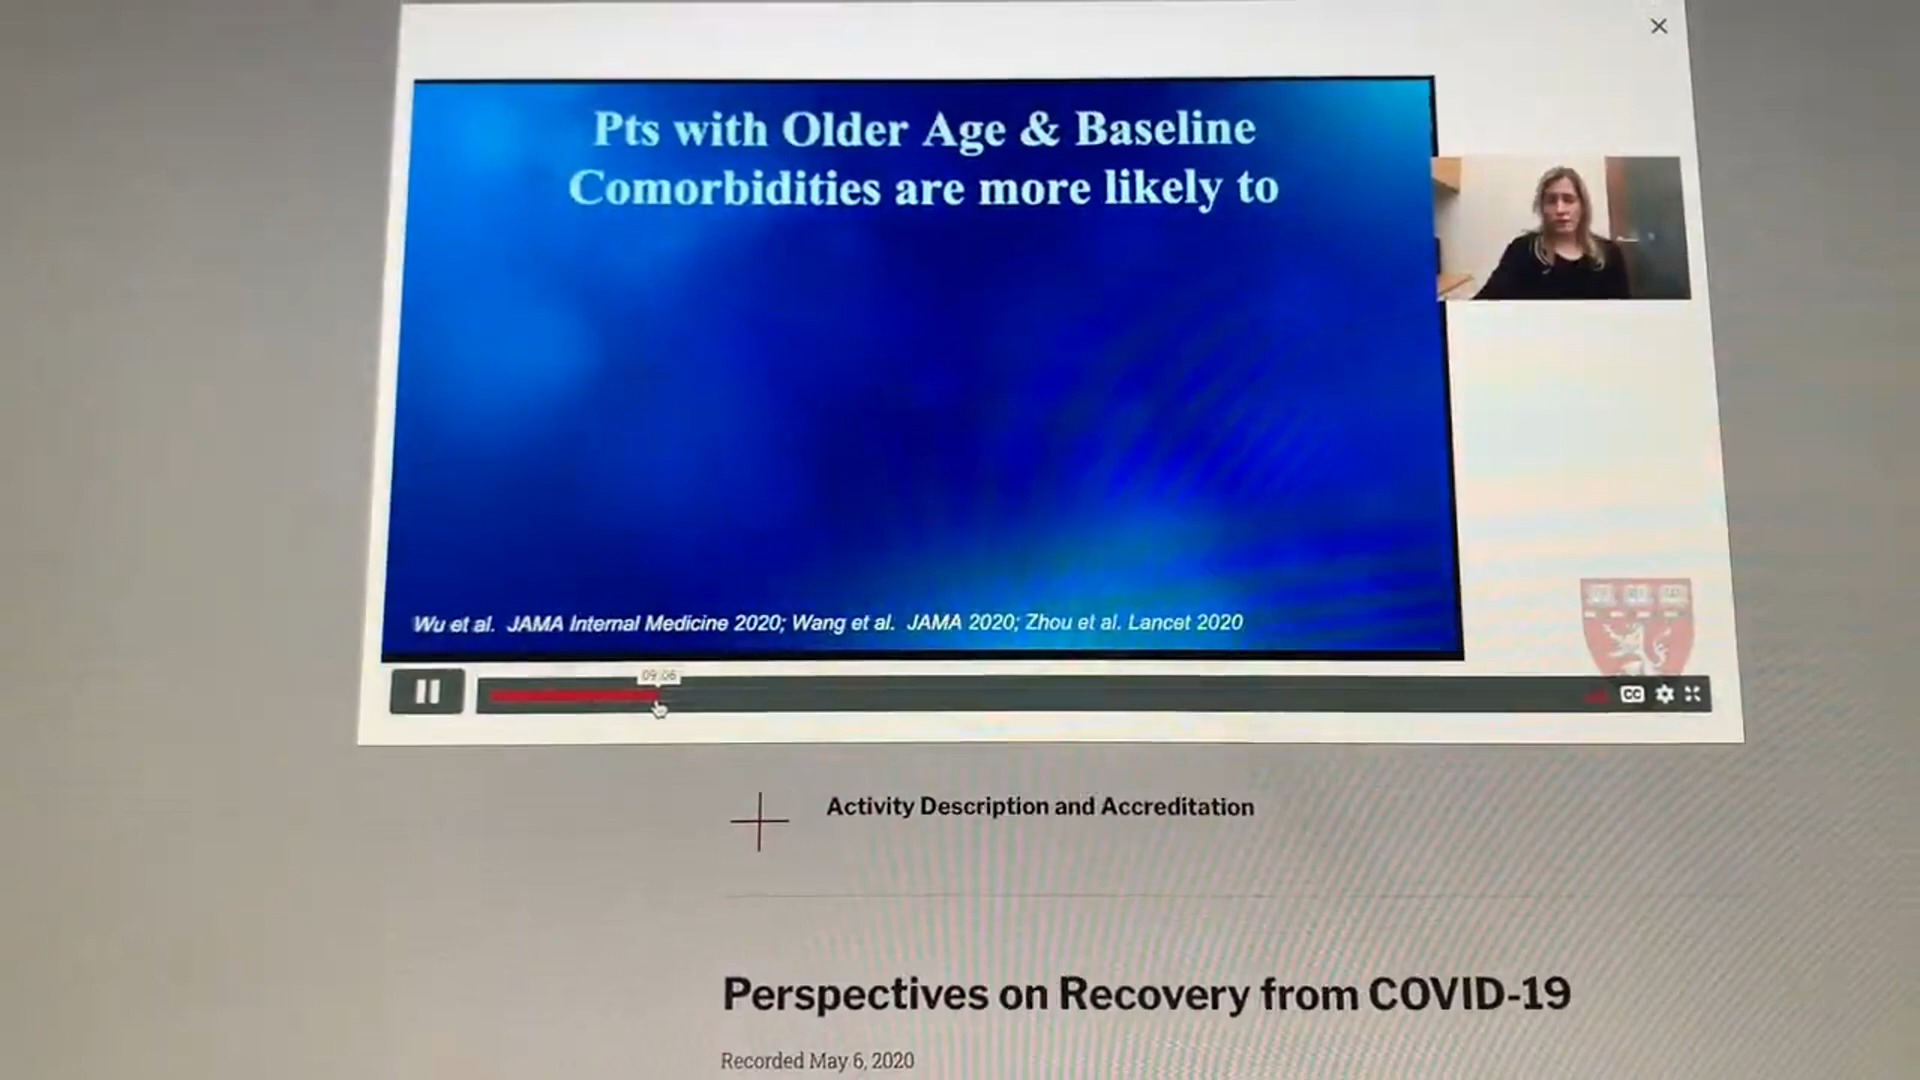 Pts with Older Age & Baseline
Comorbidities are more likely to
Wu et al. JAMA Internal Medicine 2020; Wang et al. JAMA 2020; Zhou et al. Lancet 2020
09:06
CC
Activity Description and Accreditation
Perspectives on Recovery from COVID-19
Recorded May 6, 2020